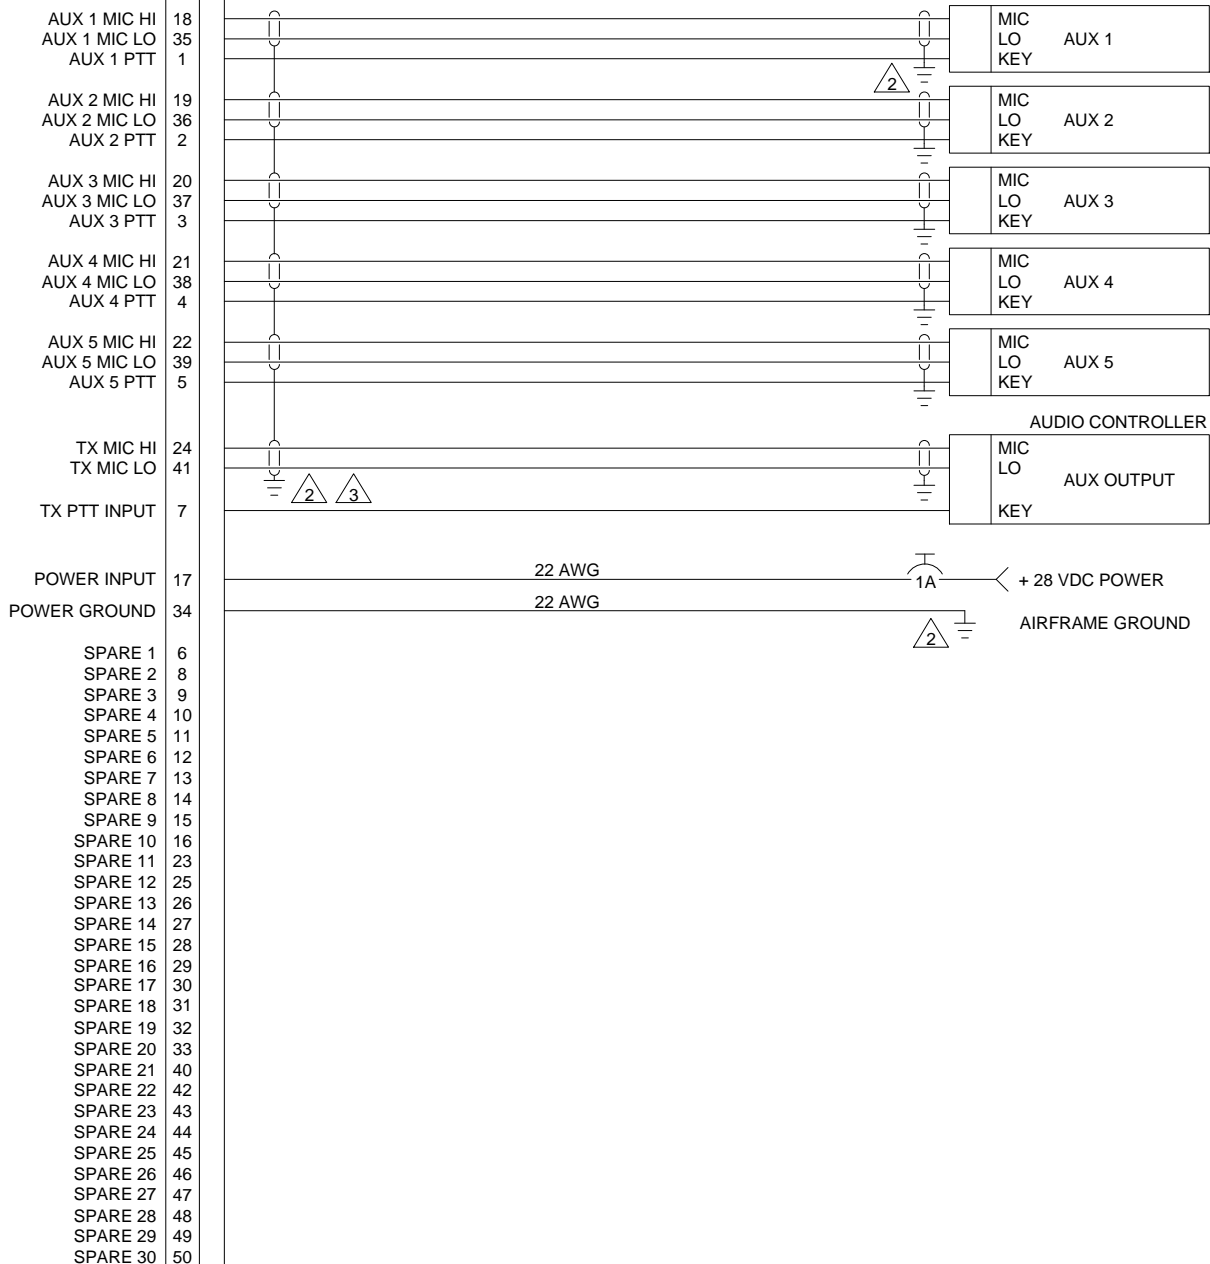 AUX 1 MIC HI 18 MIC
AUX 1 MIC LO 35 LO AUX 1
AUX 1 PTT 1 KEY
2
AUX 2 MIC HI 19 MIC
AUX 2 MIC LO 36 LO AUX 2
AUX 2 PTT 2 KEY
AUX 3 MIC HI 20 MIC
AUX 3 MIC LO 37 LO AUX 3
AUX 3 PTT 3 KEY
AUX 4 MIC HI 21 MIC
AUX 4 MIC LO 38 LO AUX 4
AUX 4 PTT 4 KEY
AUX 5 MIC HI 22 MIC
AUX 5 MIC LO 39 LO AUX 5
AUX 5 PTT 5 KEY
AUDIO CONTROLLER
TX MIC HI 24 MIC
TX MIC LO 41 LO
AUX OUTPUT
2 3
TX PTT INPUT 7 KEY
22 AWG
POWER INPUT 17 1A + 28 VDC POWER
22 AWG
POWER GROUND 34
AIRFRAME GROUND
2
SPARE 1 6
SPARE 2 8
SPARE 3 9
SPARE 4 10
SPARE 5 11
SPARE 6 12
SPARE 7 13
SPARE 8 14
SPARE 9 15
SPARE 10 16
SPARE 11 23
SPARE 12 25
SPARE 13 26
SPARE 14 27
SPARE 15 28
SPARE 16 29
SPARE 17 30
SPARE 18 31
SPARE 19 32
SPARE 20 33
SPARE 21 40
SPARE 22 42
SPARE 23 43
SPARE 24 44
SPARE 25 45
SPARE 26 46
SPARE 27 47
SPARE 28 48
SPARE 29 49
SPARE 30 50